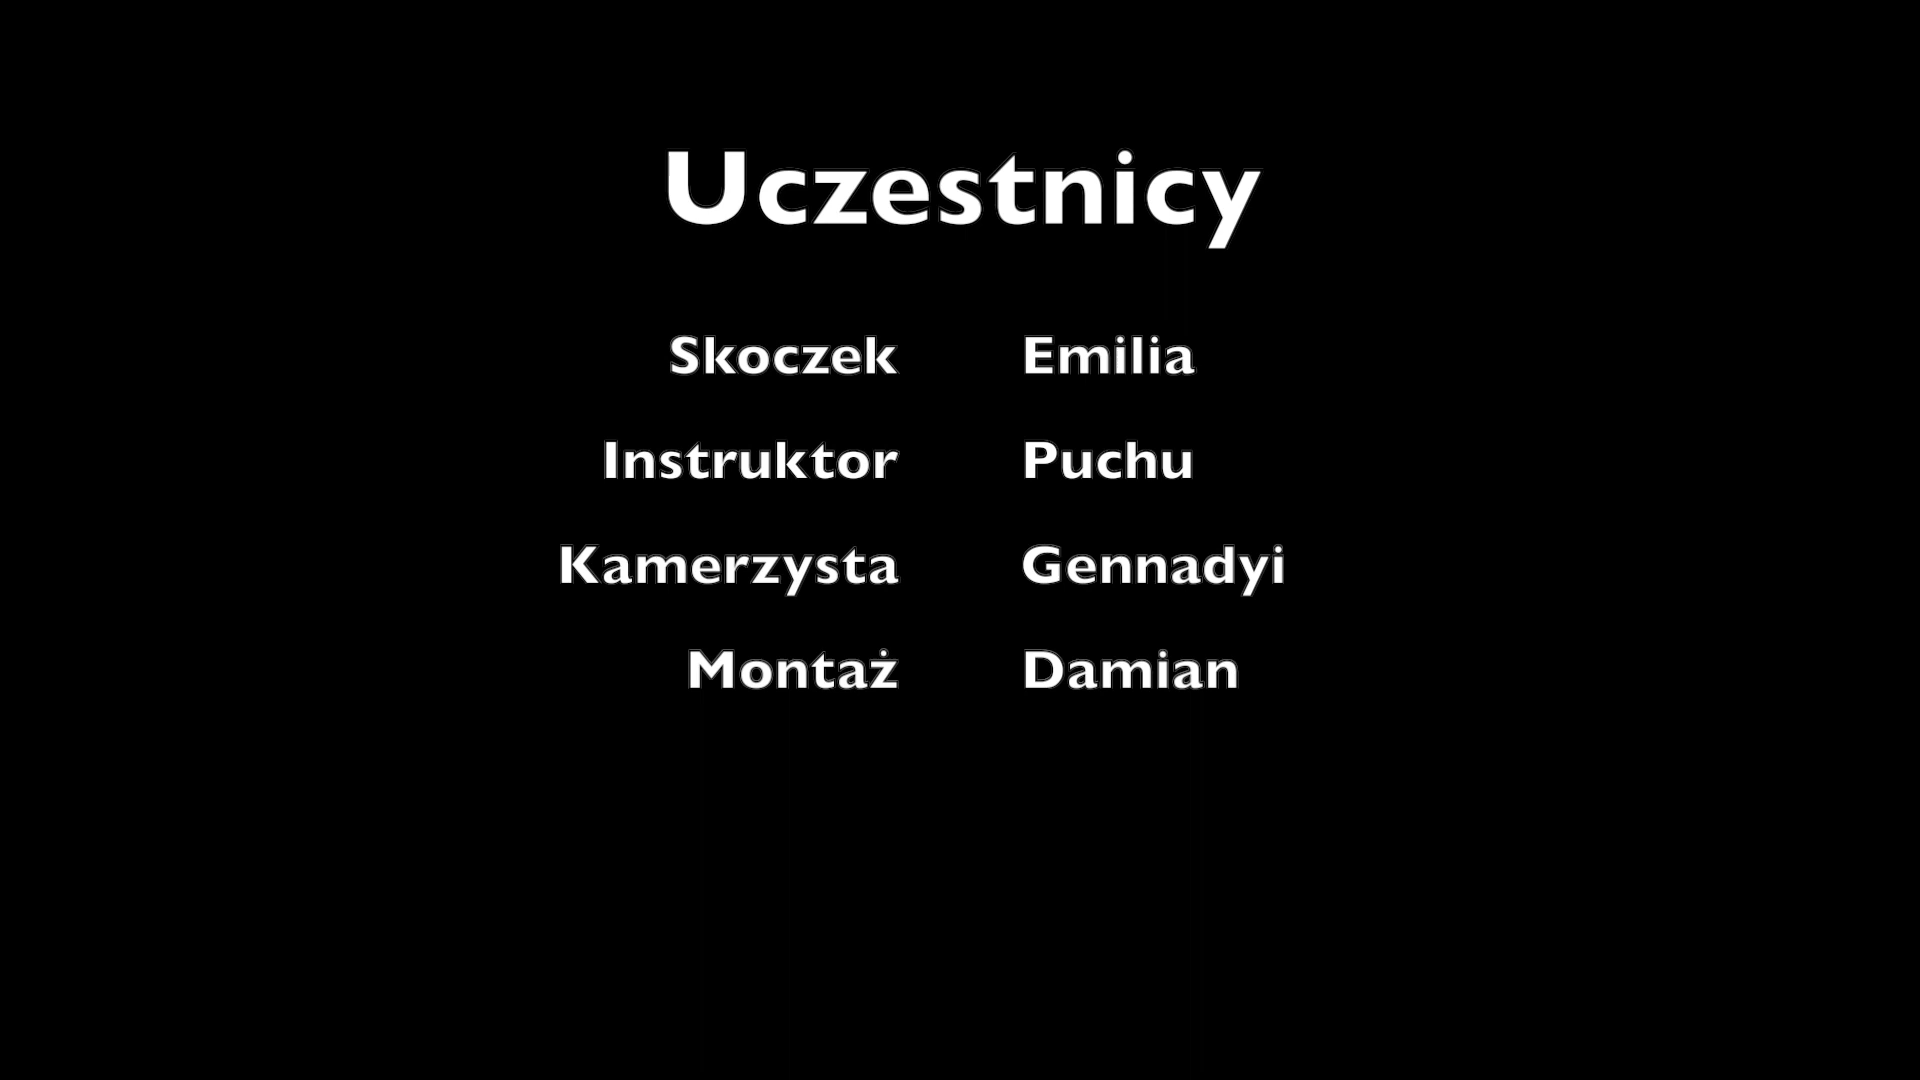 Uczestnicy
Skoczek Emilia
Instruktor Puchu
Kamerzysta Gennadyi
Montaż Damian